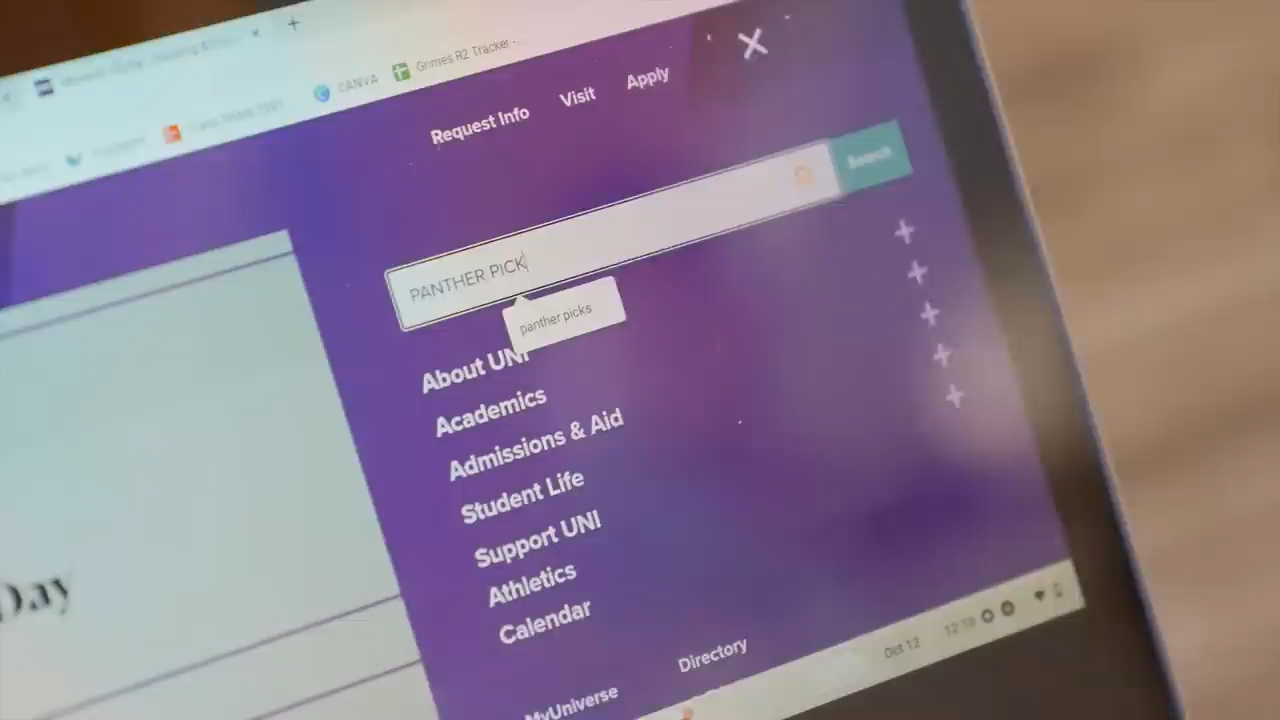 CANVA
Grimes R2 Tracker -...
Request Info
Visit
Apply
Search
PANTHER PICK
panther picks
About UNI
Academics
Admissions & Aid
Student Life
Support UNI
Athletics
Calendar
Day
Directory
MyUniverse
Oct 12